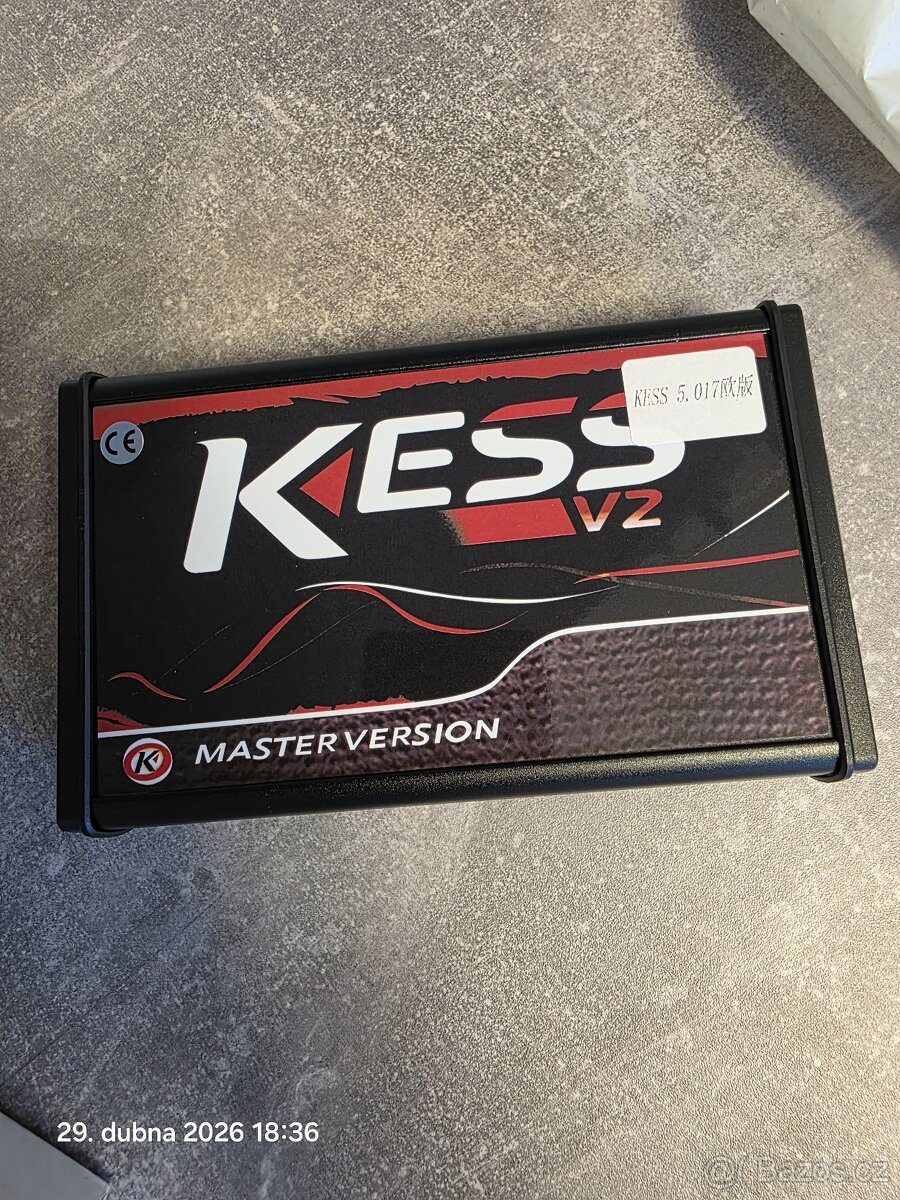 KESS 5.017欧版
CE
KESS
V2
K MASTER VERSION
29. dubna 2026 18:36
Bazos.cz